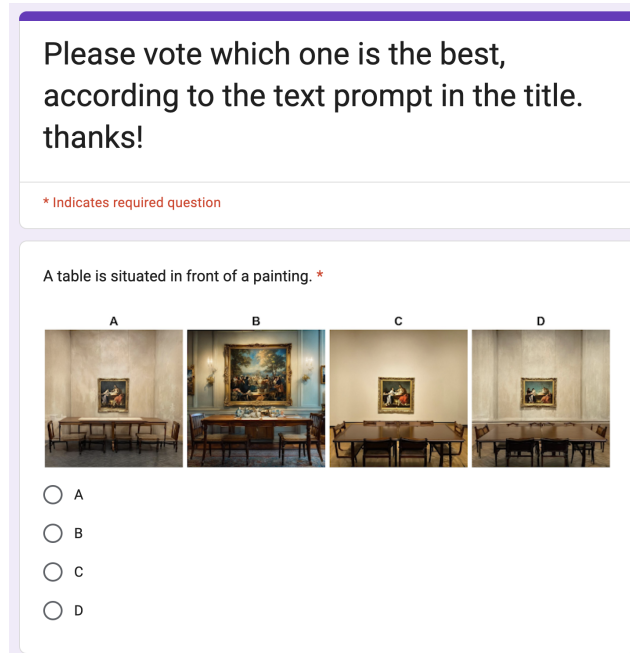 Please vote which one is the best,
according to the text prompt in the title.
thanks!
* Indicates required question
A table is situated in front of a painting. *
A B C D
A
B
C
D